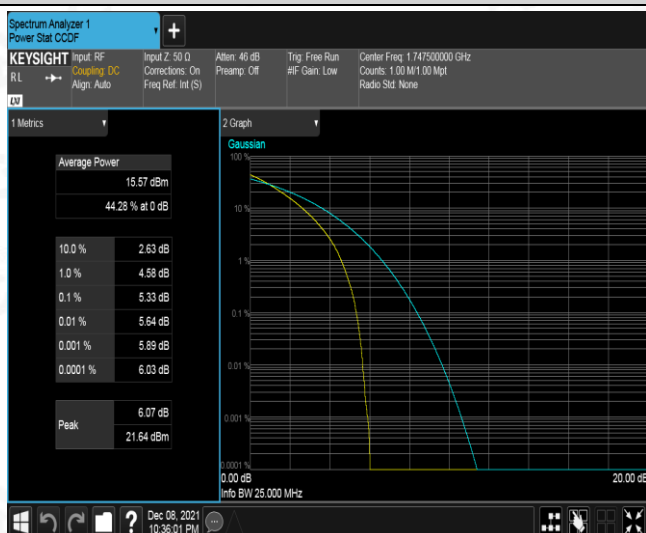 Spectrum Analyzer 1
Power Stat CCDF
+
KEYSIGHT
RL
LXI
Input: RF
Coupling: DC
Align: Auto
Input Z: 50 Ω
Corrections: On
Freq Ref: Int (S)
Atten: 46 dB
Preamp: Off
Trig: Free Run
#IF Gain: Low
Center Freq: 1.747500000 GHz
Counts: 1.00 M/1.00 Mpt
Radio Std: None
1 Metrics
Average Power
15.57 dBm
44.28 % at 0 dB
10.0 % 2.63 dB
1.0 % 4.58 dB
0.1 % 5.33 dB
0.01 % 5.64 dB
0.001 % 5.89 dB
0.0001 % 6.03 dB
Peak
6.07 dB
21.64 dBm
2 Graph
Gaussian
100 %
10 %
1 %
0.1 %
0.01 %
0.001 %
0.0001 %
0.00 dB
20.00 dB
Info BW 25.000 MHz
?
Dec 08, 2021
10:36:01 PM